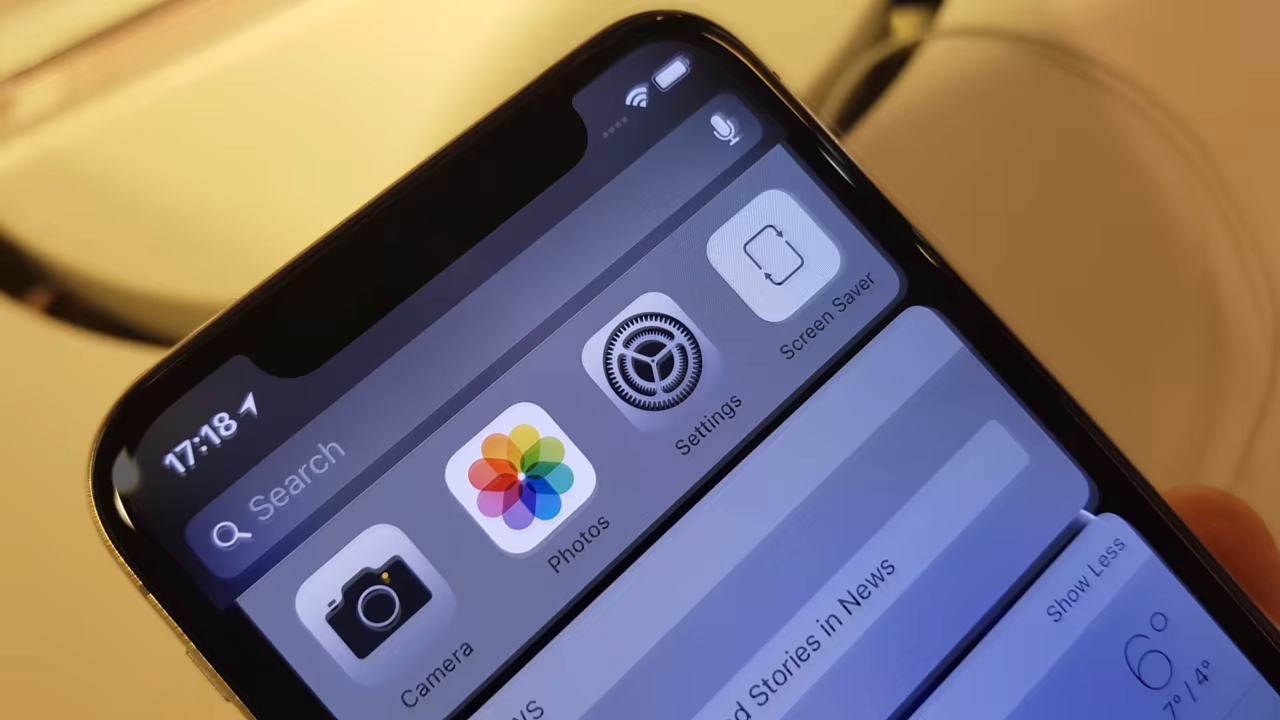 17:18
Search
Camera
Photos
Settings
Screen Saver
Stories in News
Show Less
6°
7° / 4°